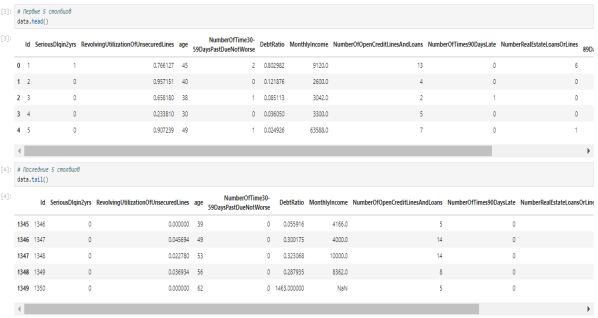 [3]: # Первые 5 столбцов
data.head()
[3]: Id SeriousDlqin2yrs RevolvingUtilizationOfUnsecuredLines age NumberOfTime30-59DaysPastDueNotWorse DebtRatio MonthlyIncome NumberOfOpenCreditLinesAndLoans NumberOfTimes90DaysLate NumberRealEstateLoansOrLines
0 1 1 0.766127 45 2 0.802982 9120.0 13 0 6
1 2 0 0.957151 40 0 0.121876 2600.0 4 0 0
2 3 0 0.658180 38 1 0.085113 3042.0 2 1 0
3 4 0 0.233810 30 0 0.036050 3300.0 5 0 0
4 5 0 0.907239 49 1 0.024926 63588.0 7 0 1
[4]: # Последние 5 столбцов
data.tail()
[4]: Id SeriousDlqin2yrs RevolvingUtilizationOfUnsecuredLines age NumberOfTime30-59DaysPastDueNotWorse DebtRatio MonthlyIncome NumberOfOpenCreditLinesAndLoans NumberOfTimes90DaysLate NumberRealEstateLoansOrLine
1345 1346 0 0.000000 39 0 0.055916 4166.0 5 0
1346 1347 0 0.045694 49 0 0.300175 4000.0 14 0
1347 1348 0 0.022780 53 0 0.323068 10000.0 14 0
1348 1349 0 0.036934 56 0 0.287935 8362.0 8 0
1349 1350 0 0.000000 62 0 1463.000000 NaN 5 0